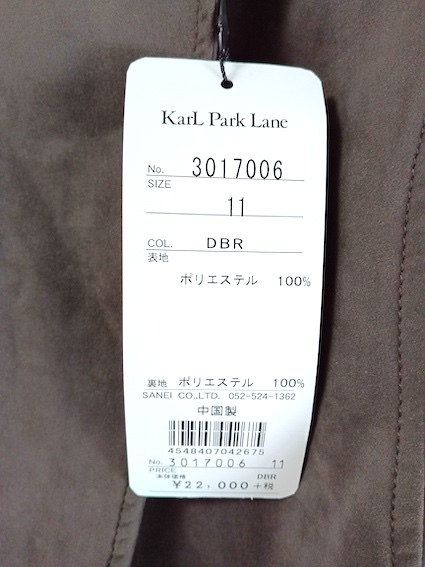 KarL Park Lane
No. 3017006
SIZE
11
COL. DBR
表地
ポリエステル 100%
裏地 ポリエステル 100%
SANEI CO.,LTD. 052-524-1362
中国製
4548407042675
No. 3017006 11
PRICE
本体価格 DBR
¥22,000+税